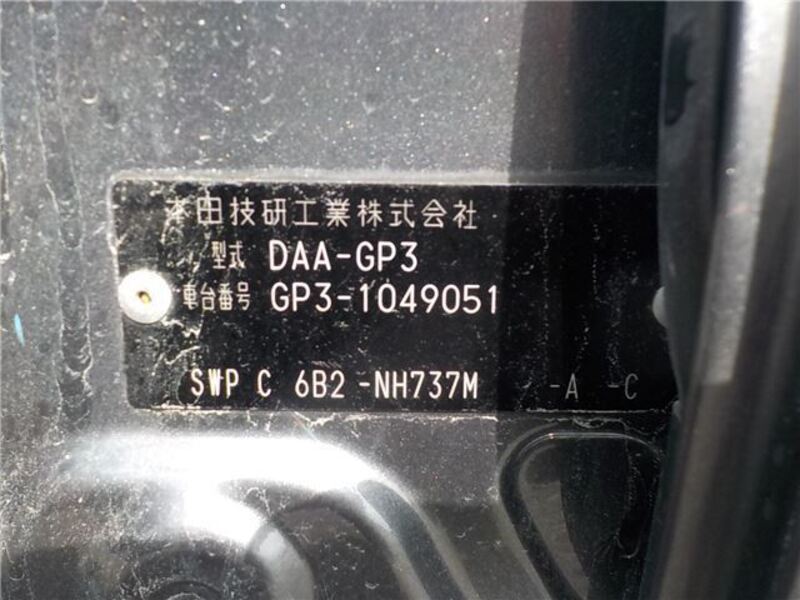 本田技研工業株式会社
型式 DAA-GP3
車台番号 GP3-1049051
SWP C 6B2 -NH737M -A -C